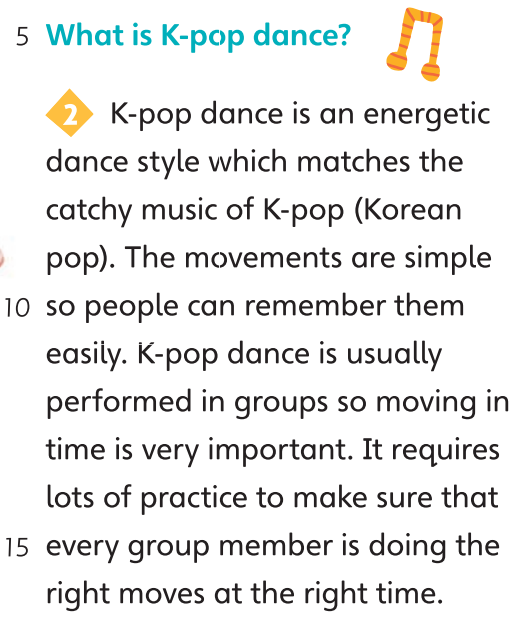 5 What is K-pop dance?
2 K-pop dance is an energetic
dance style which matches the
catchy music of K-pop (Korean
pop). The movements are simple
10 so people can remember them
easily. K-pop dance is usually
performed in groups so moving in
time is very important. It requires
lots of practice to make sure that
15 every group member is doing the
right moves at the right time.